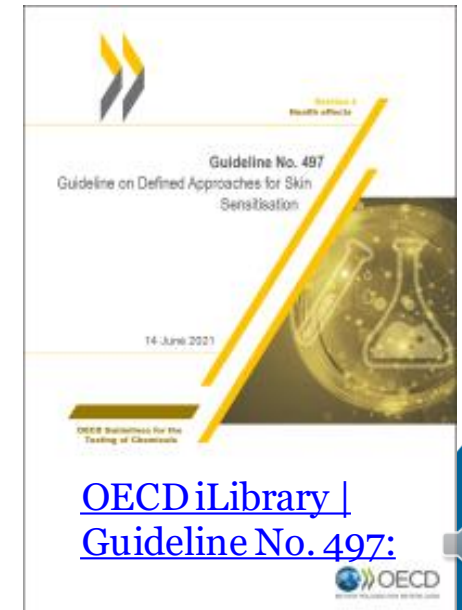 Section 4
Health effects
Guideline No. 497
Guideline on Defined Approaches for Skin
Sensitisation
14 June 2021
OECD Guidelines for the
Testing of Chemicals
OECD iLibrary |
Guideline No. 497:
OECD